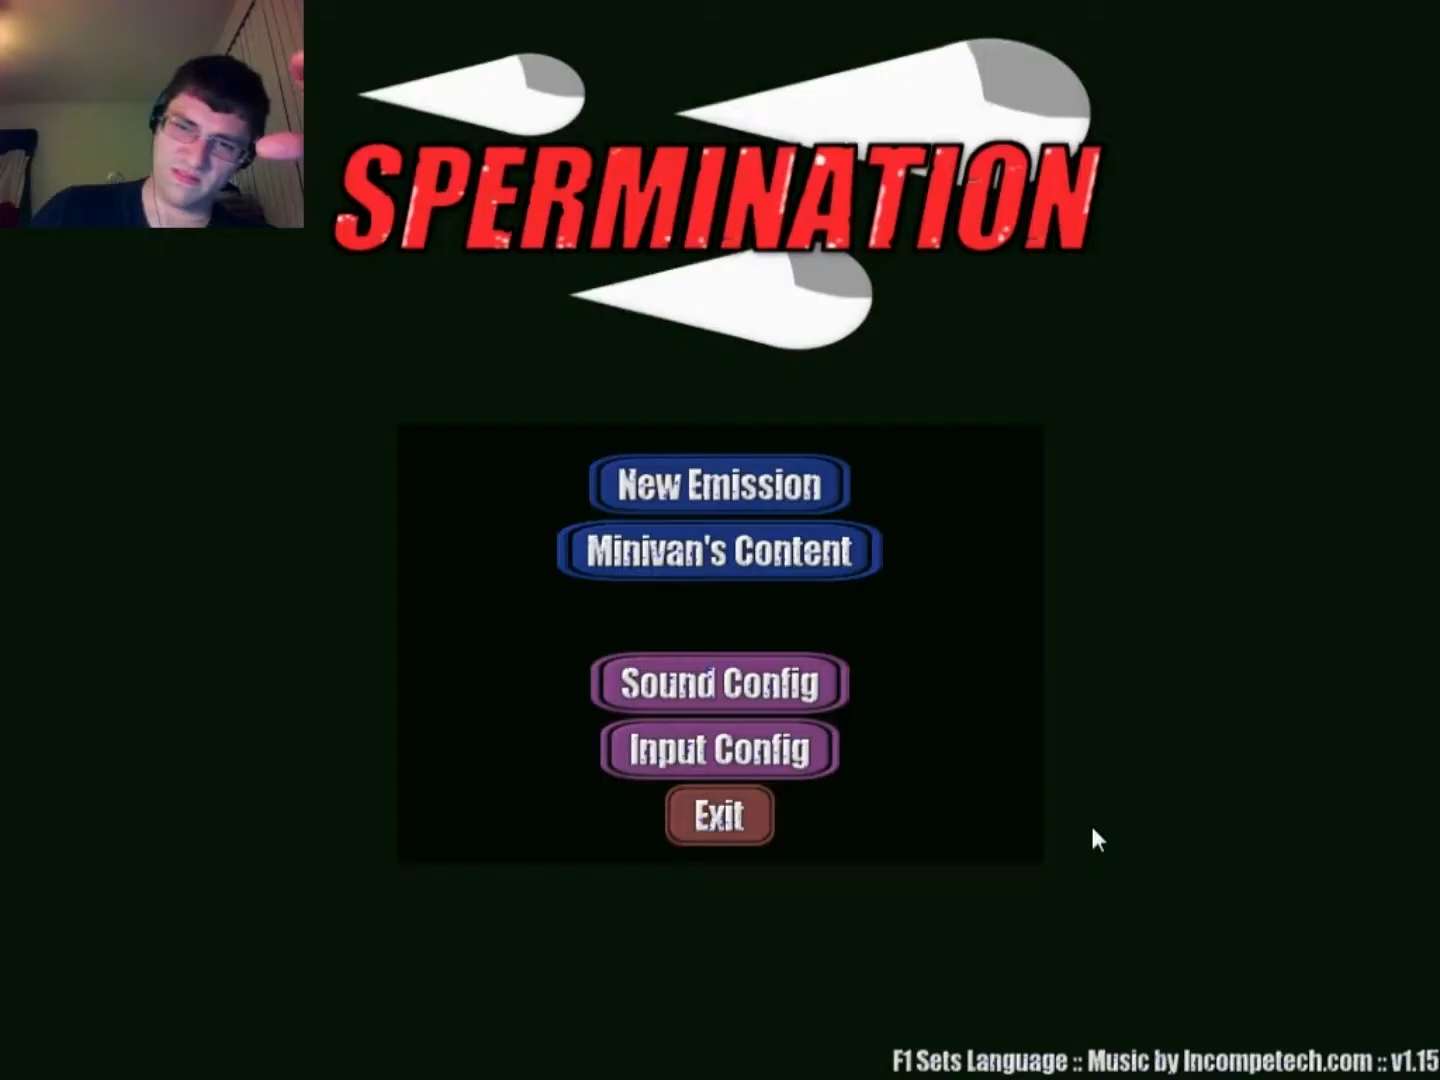 SPERMINATION
New Emission
Minivan's Content
Sound Config
Input Config
Exit
F1 Sets Language :: Music by Incompetech.com :: v1.15